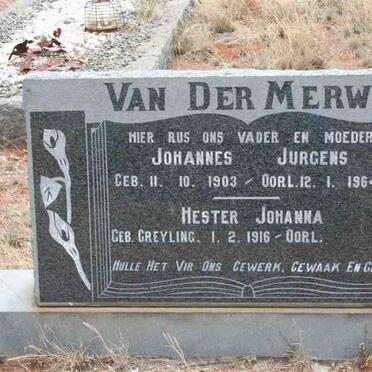 VAN DER MERW
HIER RUS ONS VADER EN MOEDER
JOHANNES JURGENS
GEB. 11. 10. 1903 - OORL. 12. 1. 196
HESTER JOHANNA
GEB. GREYLING. 1. 2. 1916 - OORL.
HULLE HET VIR ONS GEWERK, GEWAAK EN G